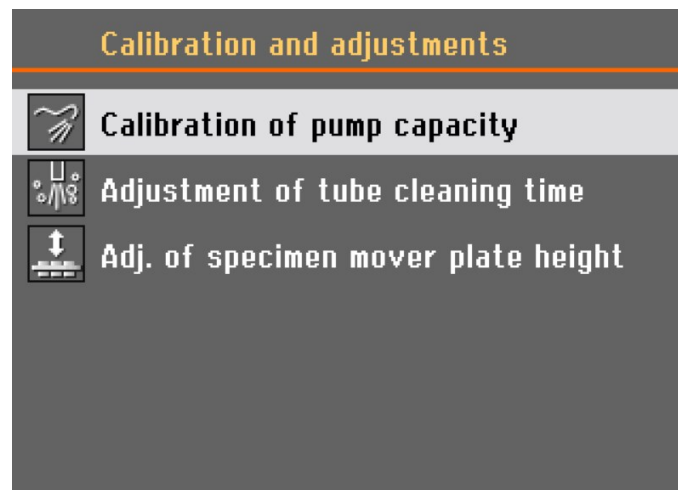 Calibration and adjustments
Calibration of pump capacity
Adjustment of tube cleaning time
Adj. of specimen mover plate height